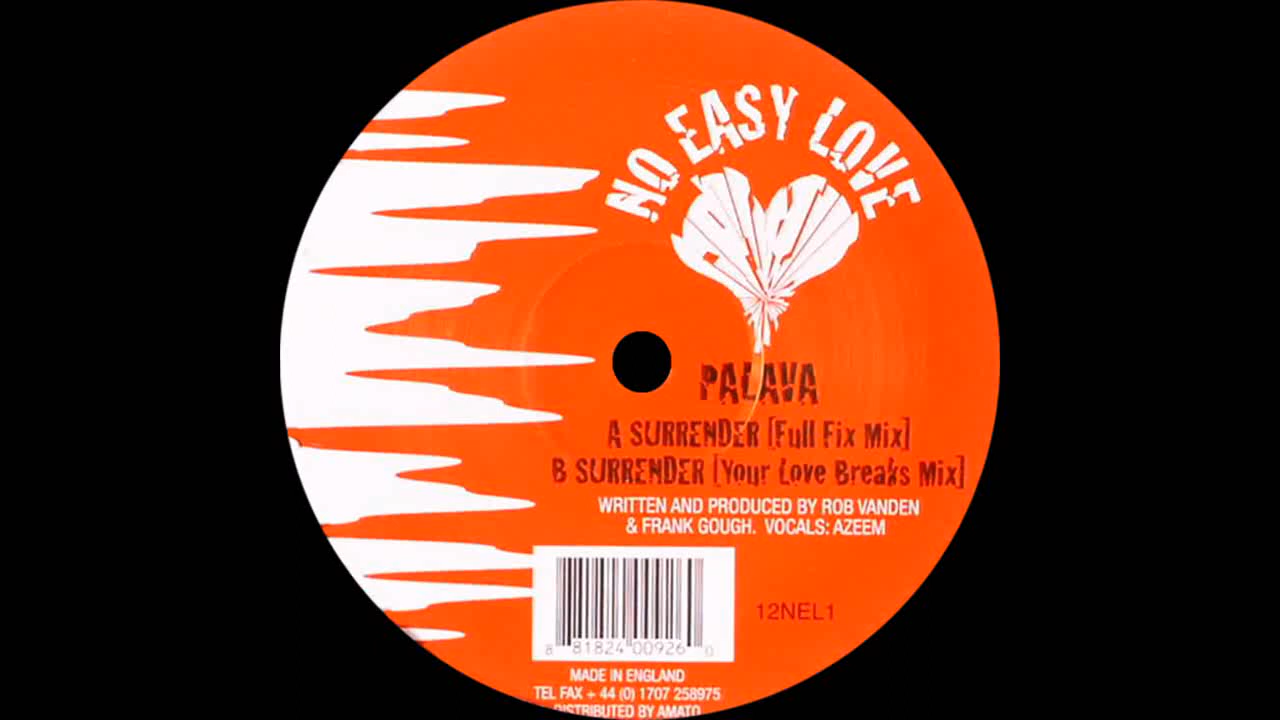 NO EASY LOVE
PALAVA
A SURRENDER [Full Fix Mix]
B SURRENDER [Your Love Breaks Mix]
WRITTEN AND PRODUCED BY ROB VANDEN
& FRANK GOUGH. VOCALS: AZEEM
12NEL1
8 81824 00926 0
MADE IN ENGLAND
TEL FAX + 44 (0) 1707 258975
DISTRIBUTED BY AMATO